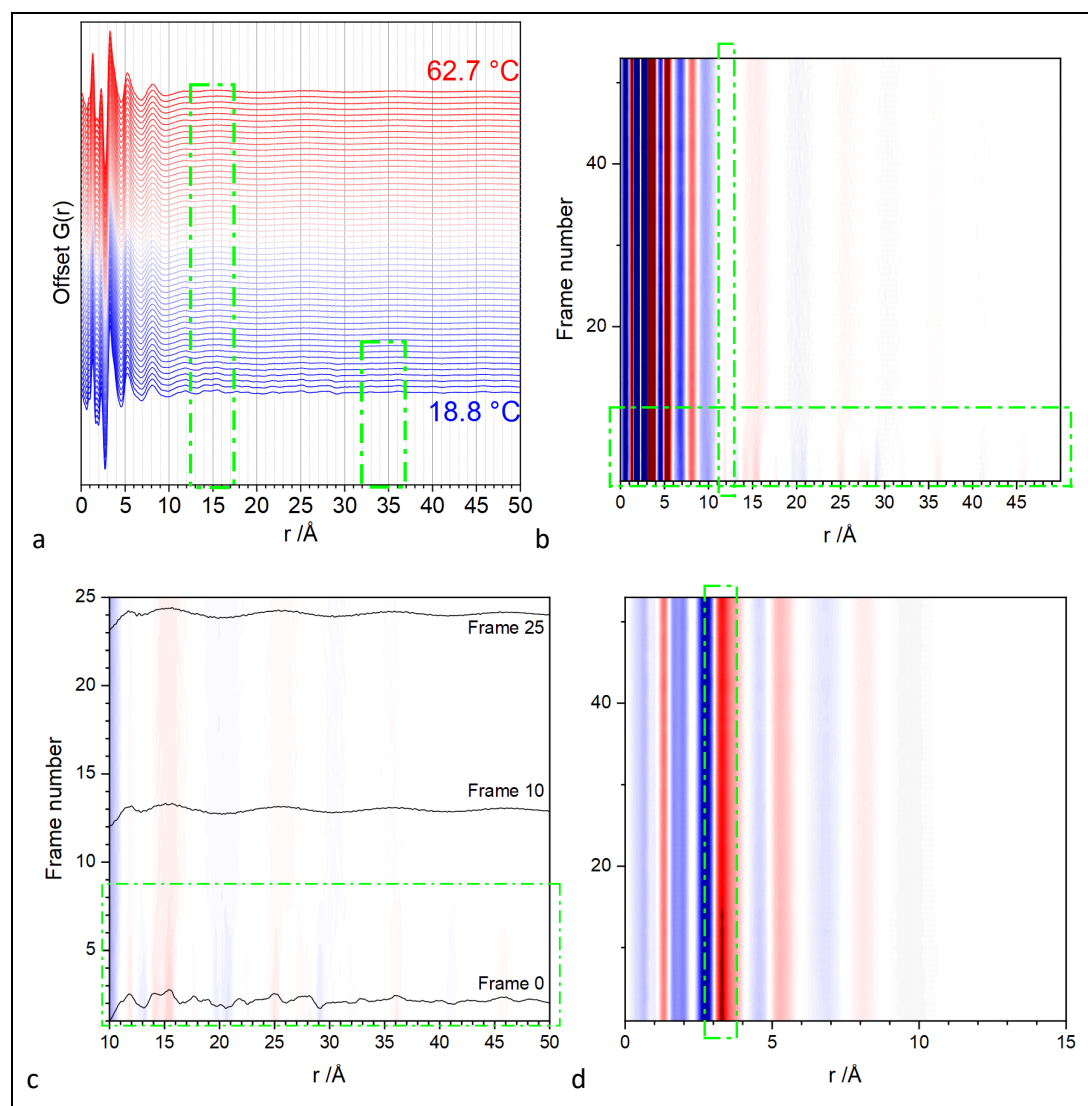 62.7 °C
18.8 °C
Offset G(r)
0 5 10 15 20 25 30 35 40 45 50
r /Å
a
40
20
Frame number
0 5 10 15 20 25 30 35 40 45
r /Å
b
25
20
15
10
5
Frame number
Frame 25
Frame 10
Frame 0
10 15 20 25 30 35 40 45 50
r /Å
c
40
20
0 5 10 15
r /Å
d